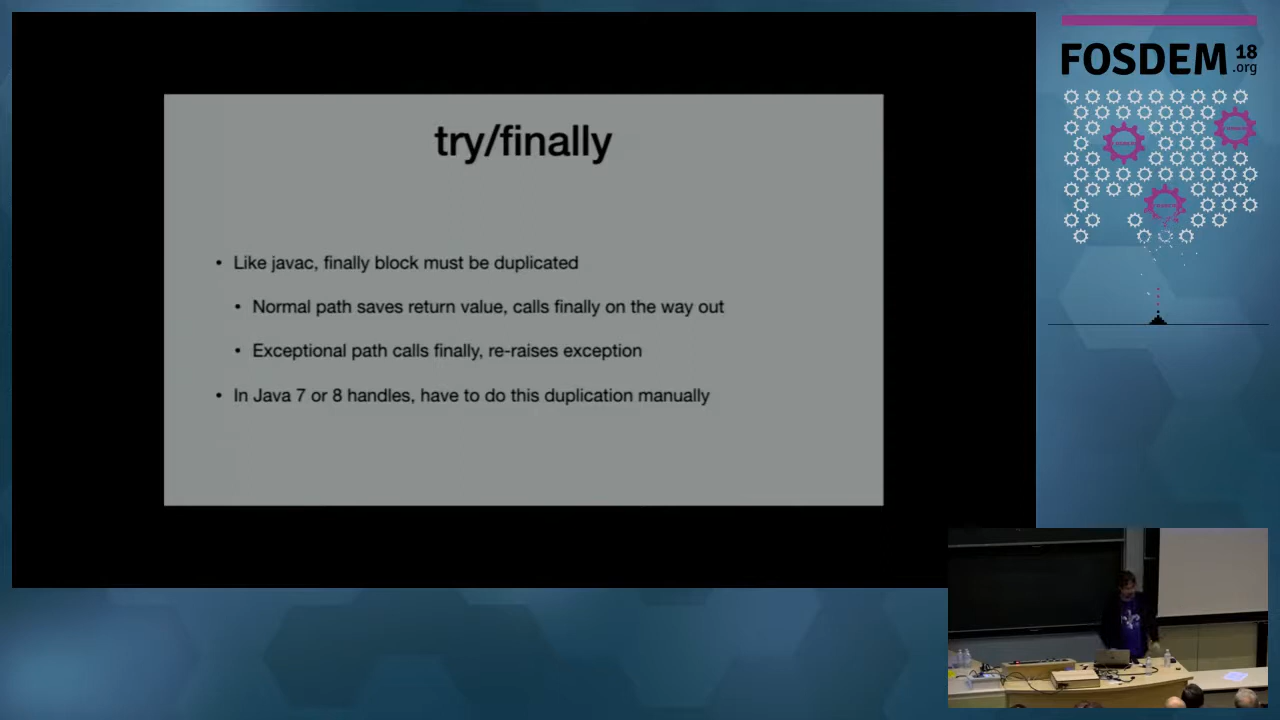 try/finally
• Like javac, finally block must be duplicated
• Normal path saves return value, calls finally on the way out
• Exceptional path calls finally, re-raises exception
• In Java 7 or 8 handles, have to do this duplication manually
FOSDEM 18
.org